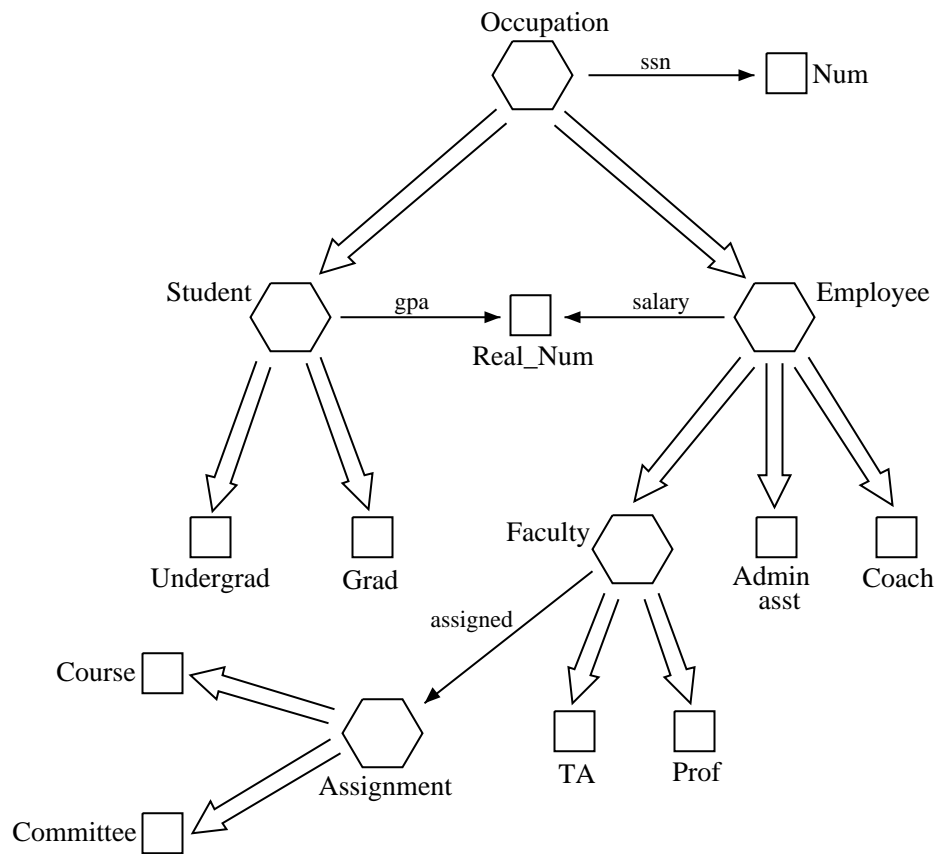 Occupation
ssn
Num
Student
gpa
salary
Employee
Real_Num
Faculty
Undergrad
Grad
Admin
asst
Coach
assigned
Course
TA
Prof
Assignment
Committee